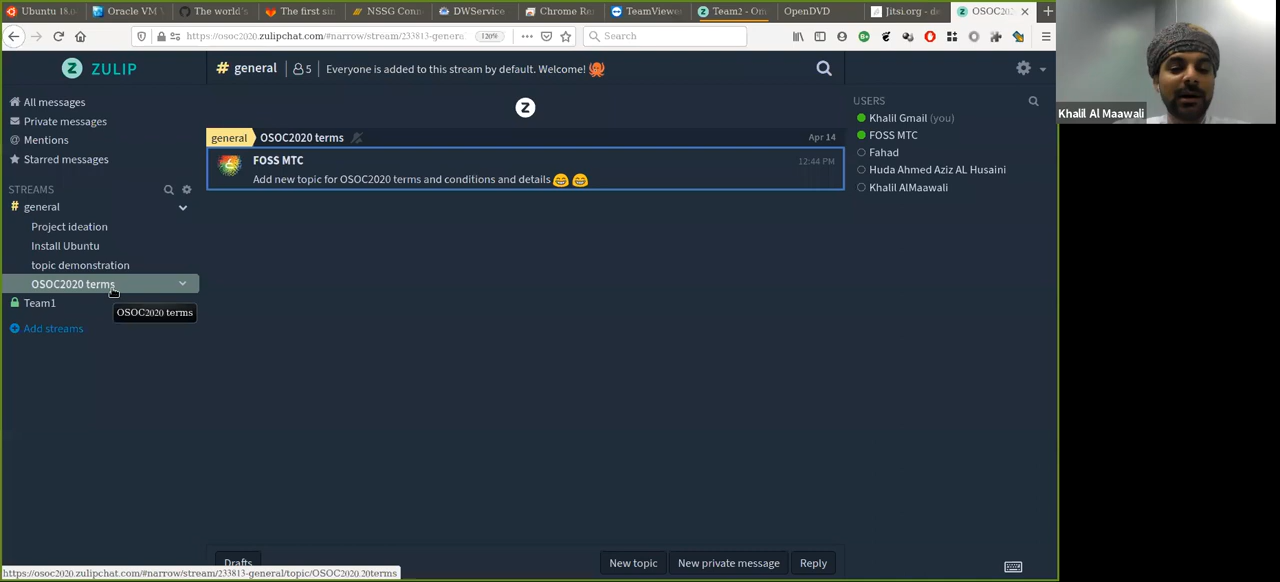 Ubuntu 18.0
Oracle VM V
The world's
The first sin
NSSG Conn
DWService
Chrome Re
TeamViewer
Team2 - Om
OpenDVD
Jitsi.org - de
OSOC202
https://osoc2020.zulipchat.com/#narrow/stream/233813-genera
120%
Search
ZULIP
# general
5
Everyone is added to this stream by default. Welcome!
Khalil Al Maawali
All messages
Private messages
Mentions
Starred messages
STREAMS
# general
Project ideation
Install Ubuntu
topic demonstration
OSOC2020 terms
Team1
OSOC2020 terms
Add streams
Z
general
OSOC2020 terms
Apr 14
FOSS MTC
12:44 PM
Add new topic for OSOC2020 terms and conditions and details
USERS
Khalil Gmail (you)
FOSS MTC
Fahad
Huda Ahmed Aziz AL Husaini
Khalil AlMaawali
Drafts
New topic
New private message
Reply
https://osoc2020.zulipchat.com/#narrow/stream/233813-general/topic/OSOC2020.20terms